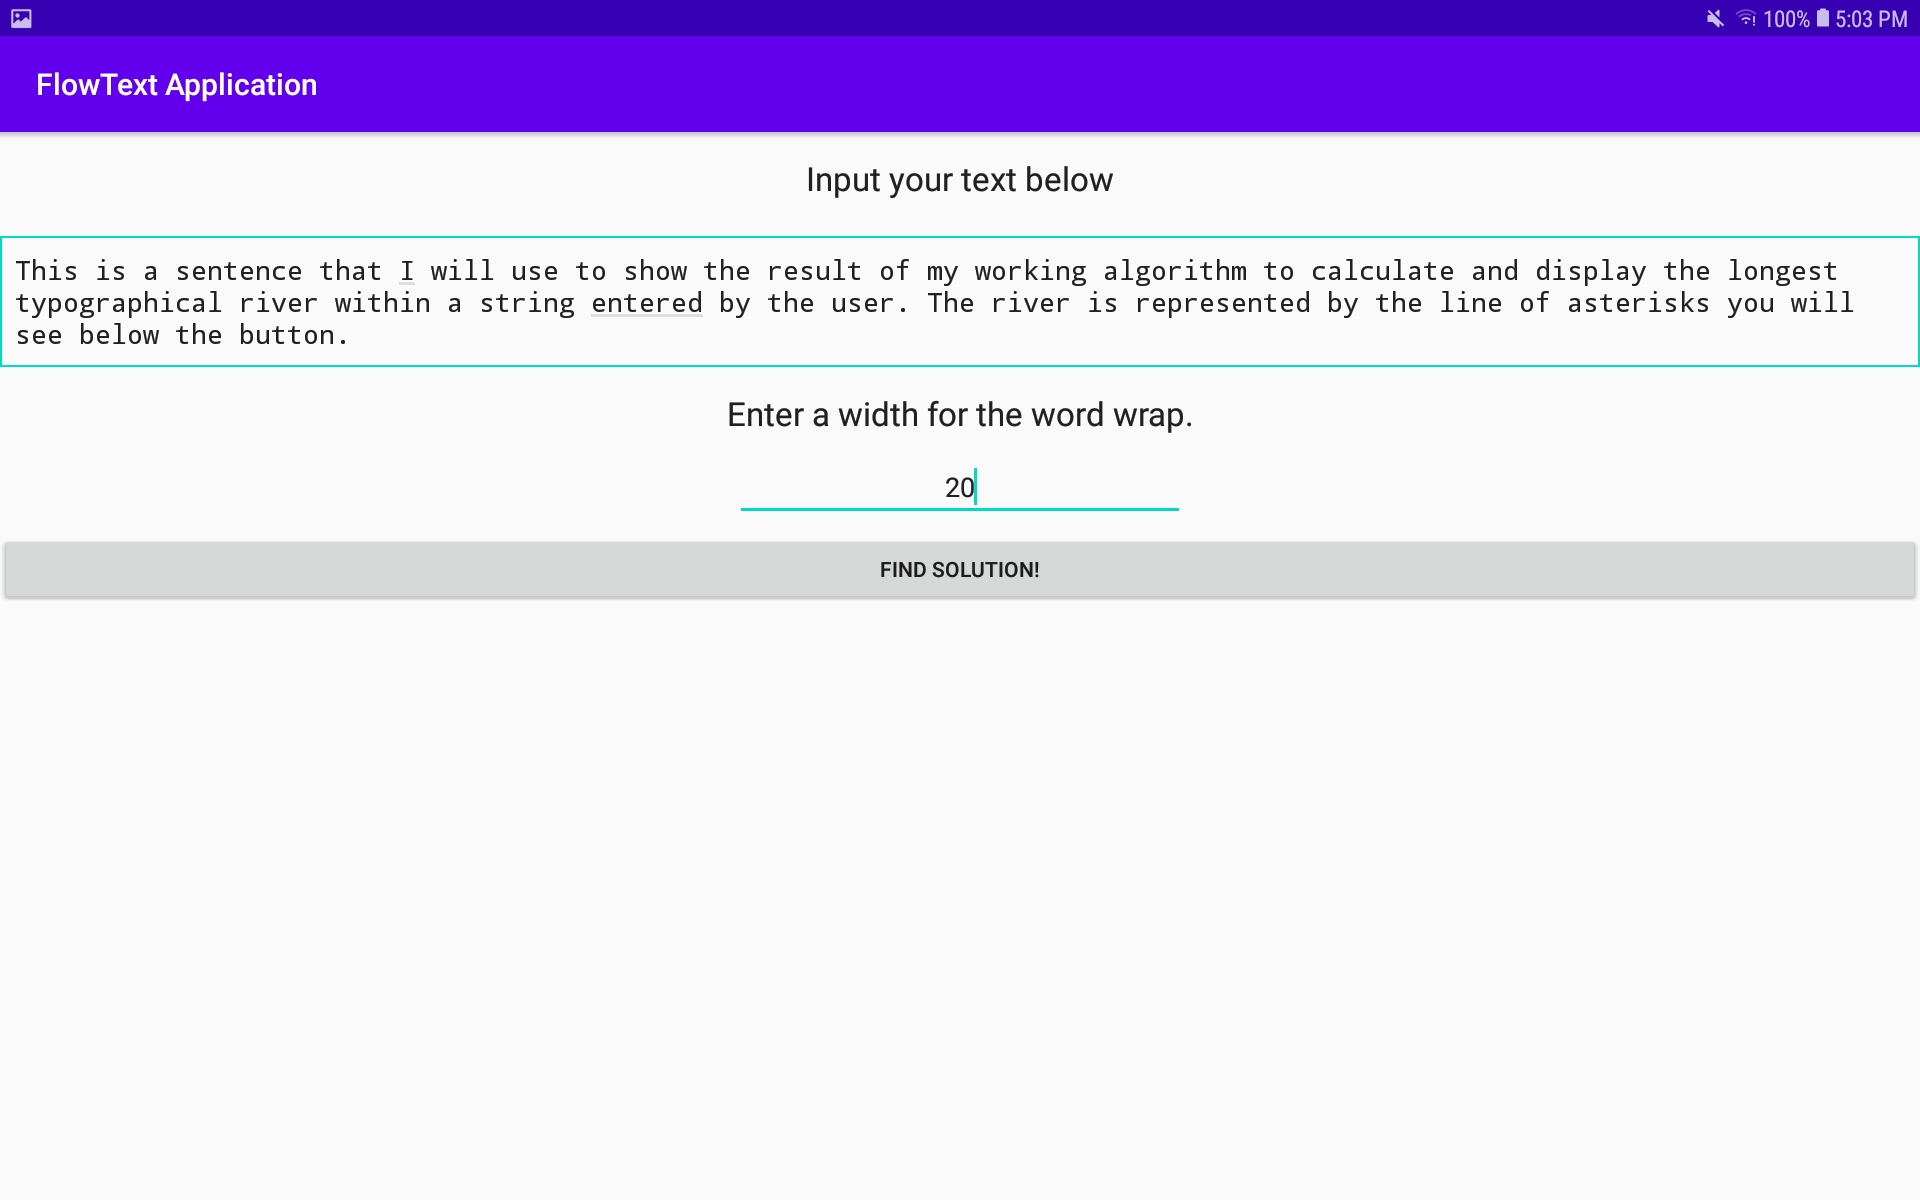 100% 5:03 PM
FlowText Application
Input your text below
This is a sentence that I will use to show the result of my working algorithm to calculate and display the longest
typographical river within a string entered by the user. The river is represented by the line of asterisks you will
see below the button.
Enter a width for the word wrap.
20
FIND SOLUTION!